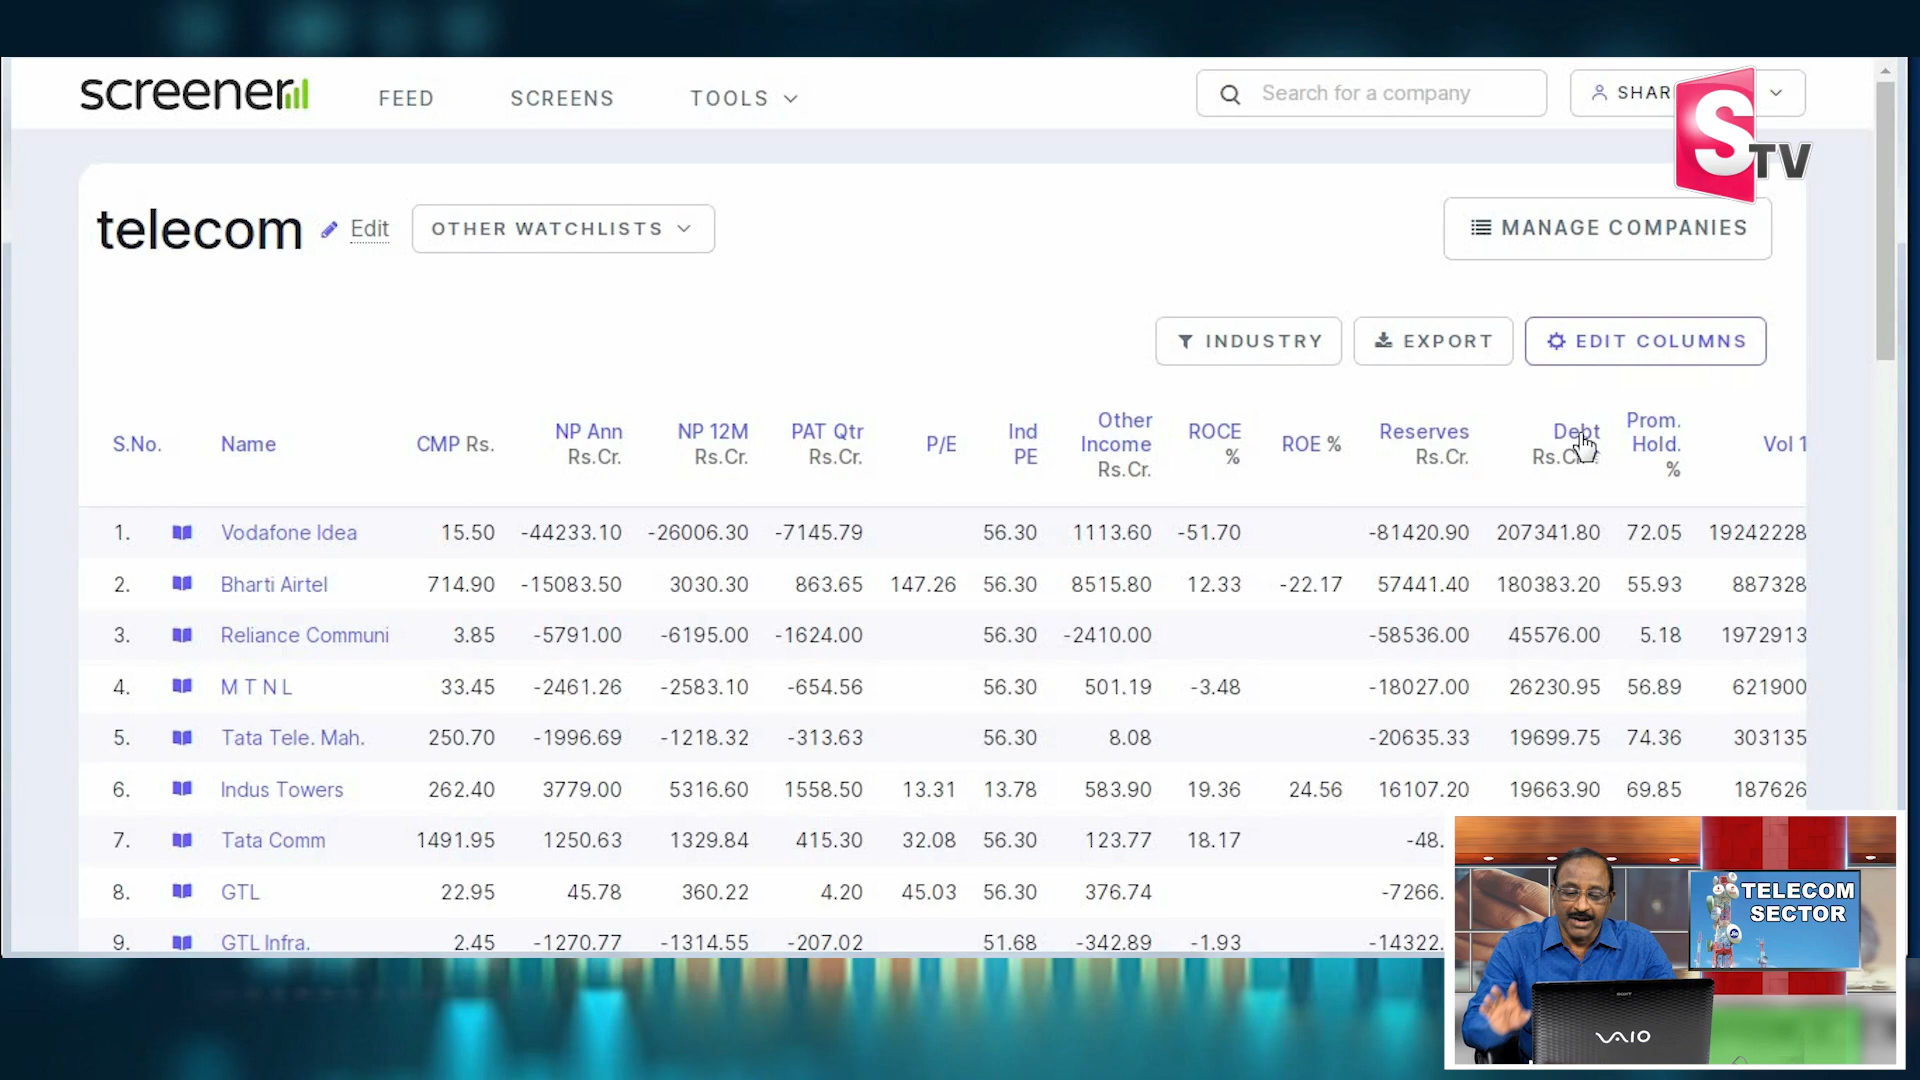 screener FEED SCREENS TOOLS Search for a company SHAR
STV
telecom Edit OTHER WATCHLISTS MANAGE COMPANIES
INDUSTRY EXPORT EDIT COLUMNS
S.No. Name CMP Rs. NP Ann Rs.Cr. NP 12M Rs.Cr. PAT Qtr Rs.Cr. P/E Ind PE Other Income Rs.Cr. ROCE % ROE % Reserves Rs.Cr. Debt Prom. Hold. % Vol 1
1. Vodafone Idea 15.50 -44233.10 -26006.30 -7145.79 56.30 1113.60 -51.70 -81420.90 207341.80 72.05 19242228
2. Bharti Airtel 714.90 -15083.50 3030.30 863.65 147.26 56.30 8515.80 12.33 -22.17 57441.40 180383.20 55.93 887328
3. Reliance Communi 3.85 -5791.00 -6195.00 -1624.00 56.30 -2410.00 -58536.00 45576.00 5.18 1972913
4. M T N L 33.45 -2461.26 -2583.10 -654.56 56.30 501.19 -3.48 -18027.00 26230.95 56.89 621900
5. Tata Tele. Mah. 250.70 -1996.69 -1218.32 -313.63 56.30 8.08 -20635.33 19699.75 74.36 303135
6. Indus Towers 262.40 3779.00 5316.60 1558.50 13.31 13.78 583.90 19.36 24.56 16107.20 19663.90 69.85 187626
7. Tata Comm 1491.95 1250.63 1329.84 415.30 32.08 56.30 123.77 18.17 -48.
8. GTL 22.95 45.78 360.22 4.20 45.03 56.30 376.74 -7266.
9. GTL Infra. 2.45 -1270.77 -1314.55 -207.02 51.68 -342.89 -1.93 -14322.
TELECOM
SECTOR
VAIO